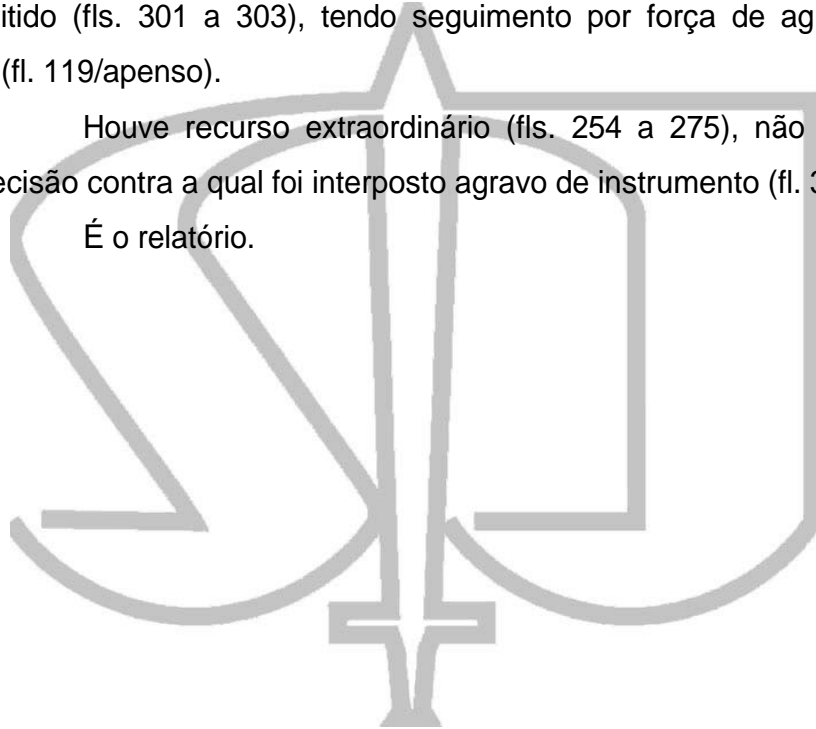 itido (fls. 301 a 303), tendo seguimento por força de ag
(fl. 119/apenso).
Houve recurso extraordinário (fls. 254 a 275), não
ecisão contra a qual foi interposto agravo de instrumento (fl. 3
É o relatório.